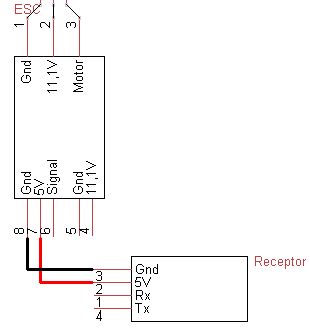 ESC
1
2
3
Gnd
11,1V
Motor
Gnd
5V
Signal
Gnd
11,1V
8
7
6
5
4
Receptor
3
Gnd
2
5V
1
Rx
4
Tx